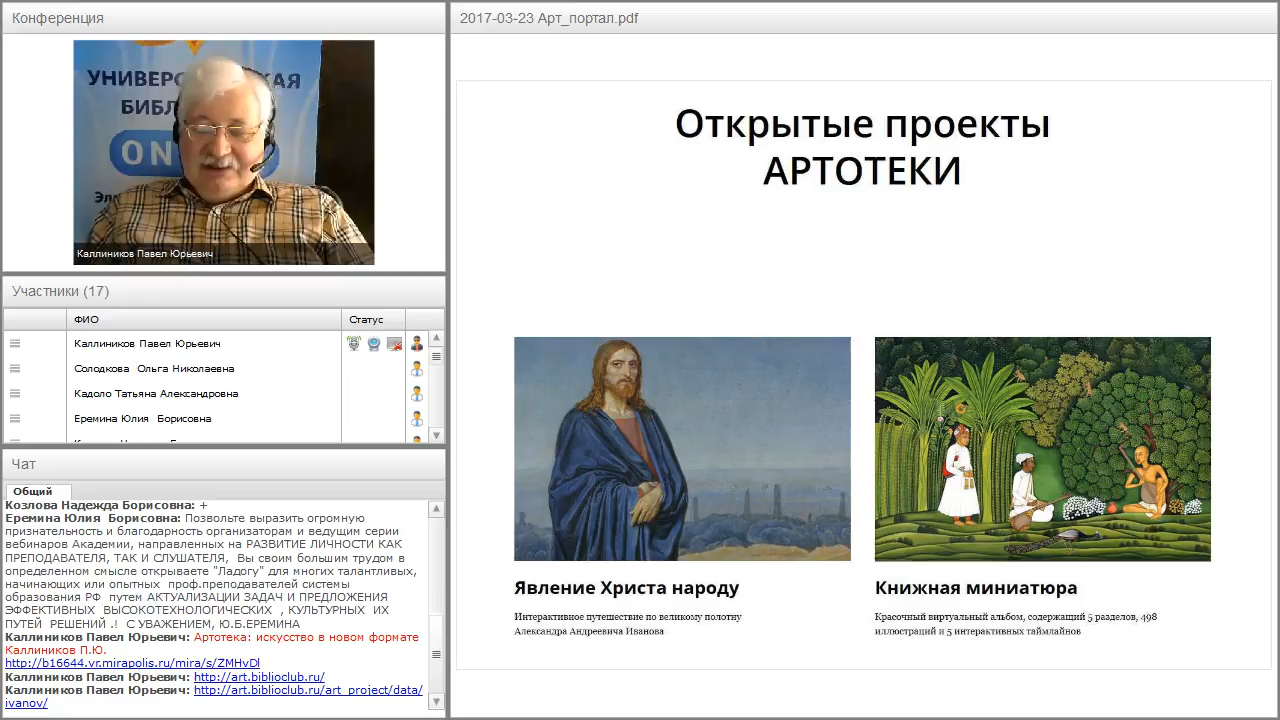 Конференция
УНИВЕРС КАЯ
БИБЛ
ON
Эл
Каллиников Павел Юрьевич
Участники (17)
ФИО Статус
Каллиников Павел Юрьевич
Солодкова Ольга Николаевна
Кадоло Татьяна Александровна
Еремина Юлия Борисовна
Чат
Общий
Козлова Надежда Борисовна: +
Еремина Юлия Борисовна: Позвольте выразить огромную
признательность и благодарность организаторам и ведущим серии
вебинаров Академии, направленных на РАЗВИТИЕ ЛИЧНОСТИ КАК
ПРЕПОДАВАТЕЛЯ, ТАК И СЛУШАТЕЛЯ, Вы своим большим трудом в
определенном смысле открываете "Ладогу" для многих талантливых,
начинающих или опытных проф.преподавателей системы
образования РФ путем АКТУАЛИЗАЦИИ ЗАДАЧ И ПРЕДЛОЖЕНИЯ
ЭФФЕКТИВНЫХ ВЫСОКОТЕХНОЛОГИЧЕСКИХ , КУЛЬТУРНЫХ ИХ
ПУТЕЙ РЕШЕНИЙ .! С УВАЖЕНИЕМ, Ю.Б.ЕРЕМИНА
Каллиников Павел Юрьевич: Артотека: искусство в новом формате
Каллиников П.Ю.
http://b16644.vr.mirapolis.ru/mira/s/ZMHvDl
Каллиников Павел Юрьевич: http://art.biblioclub.ru/
Каллиников Павел Юрьевич: http://art.biblioclub.ru/art_project/data/
ivanov/
2017-03-23 Арт_портал.pdf
Открытые проекты
АРТОТЕКИ
Явление Христа народу
Интерактивное путешествие по великому полотну
Александра Андреевича Иванова
Книжная миниатюра
Красочный виртуальный альбом, содержащий 5 разделов, 498
иллюстраций и 5 интерактивных таймлайнов